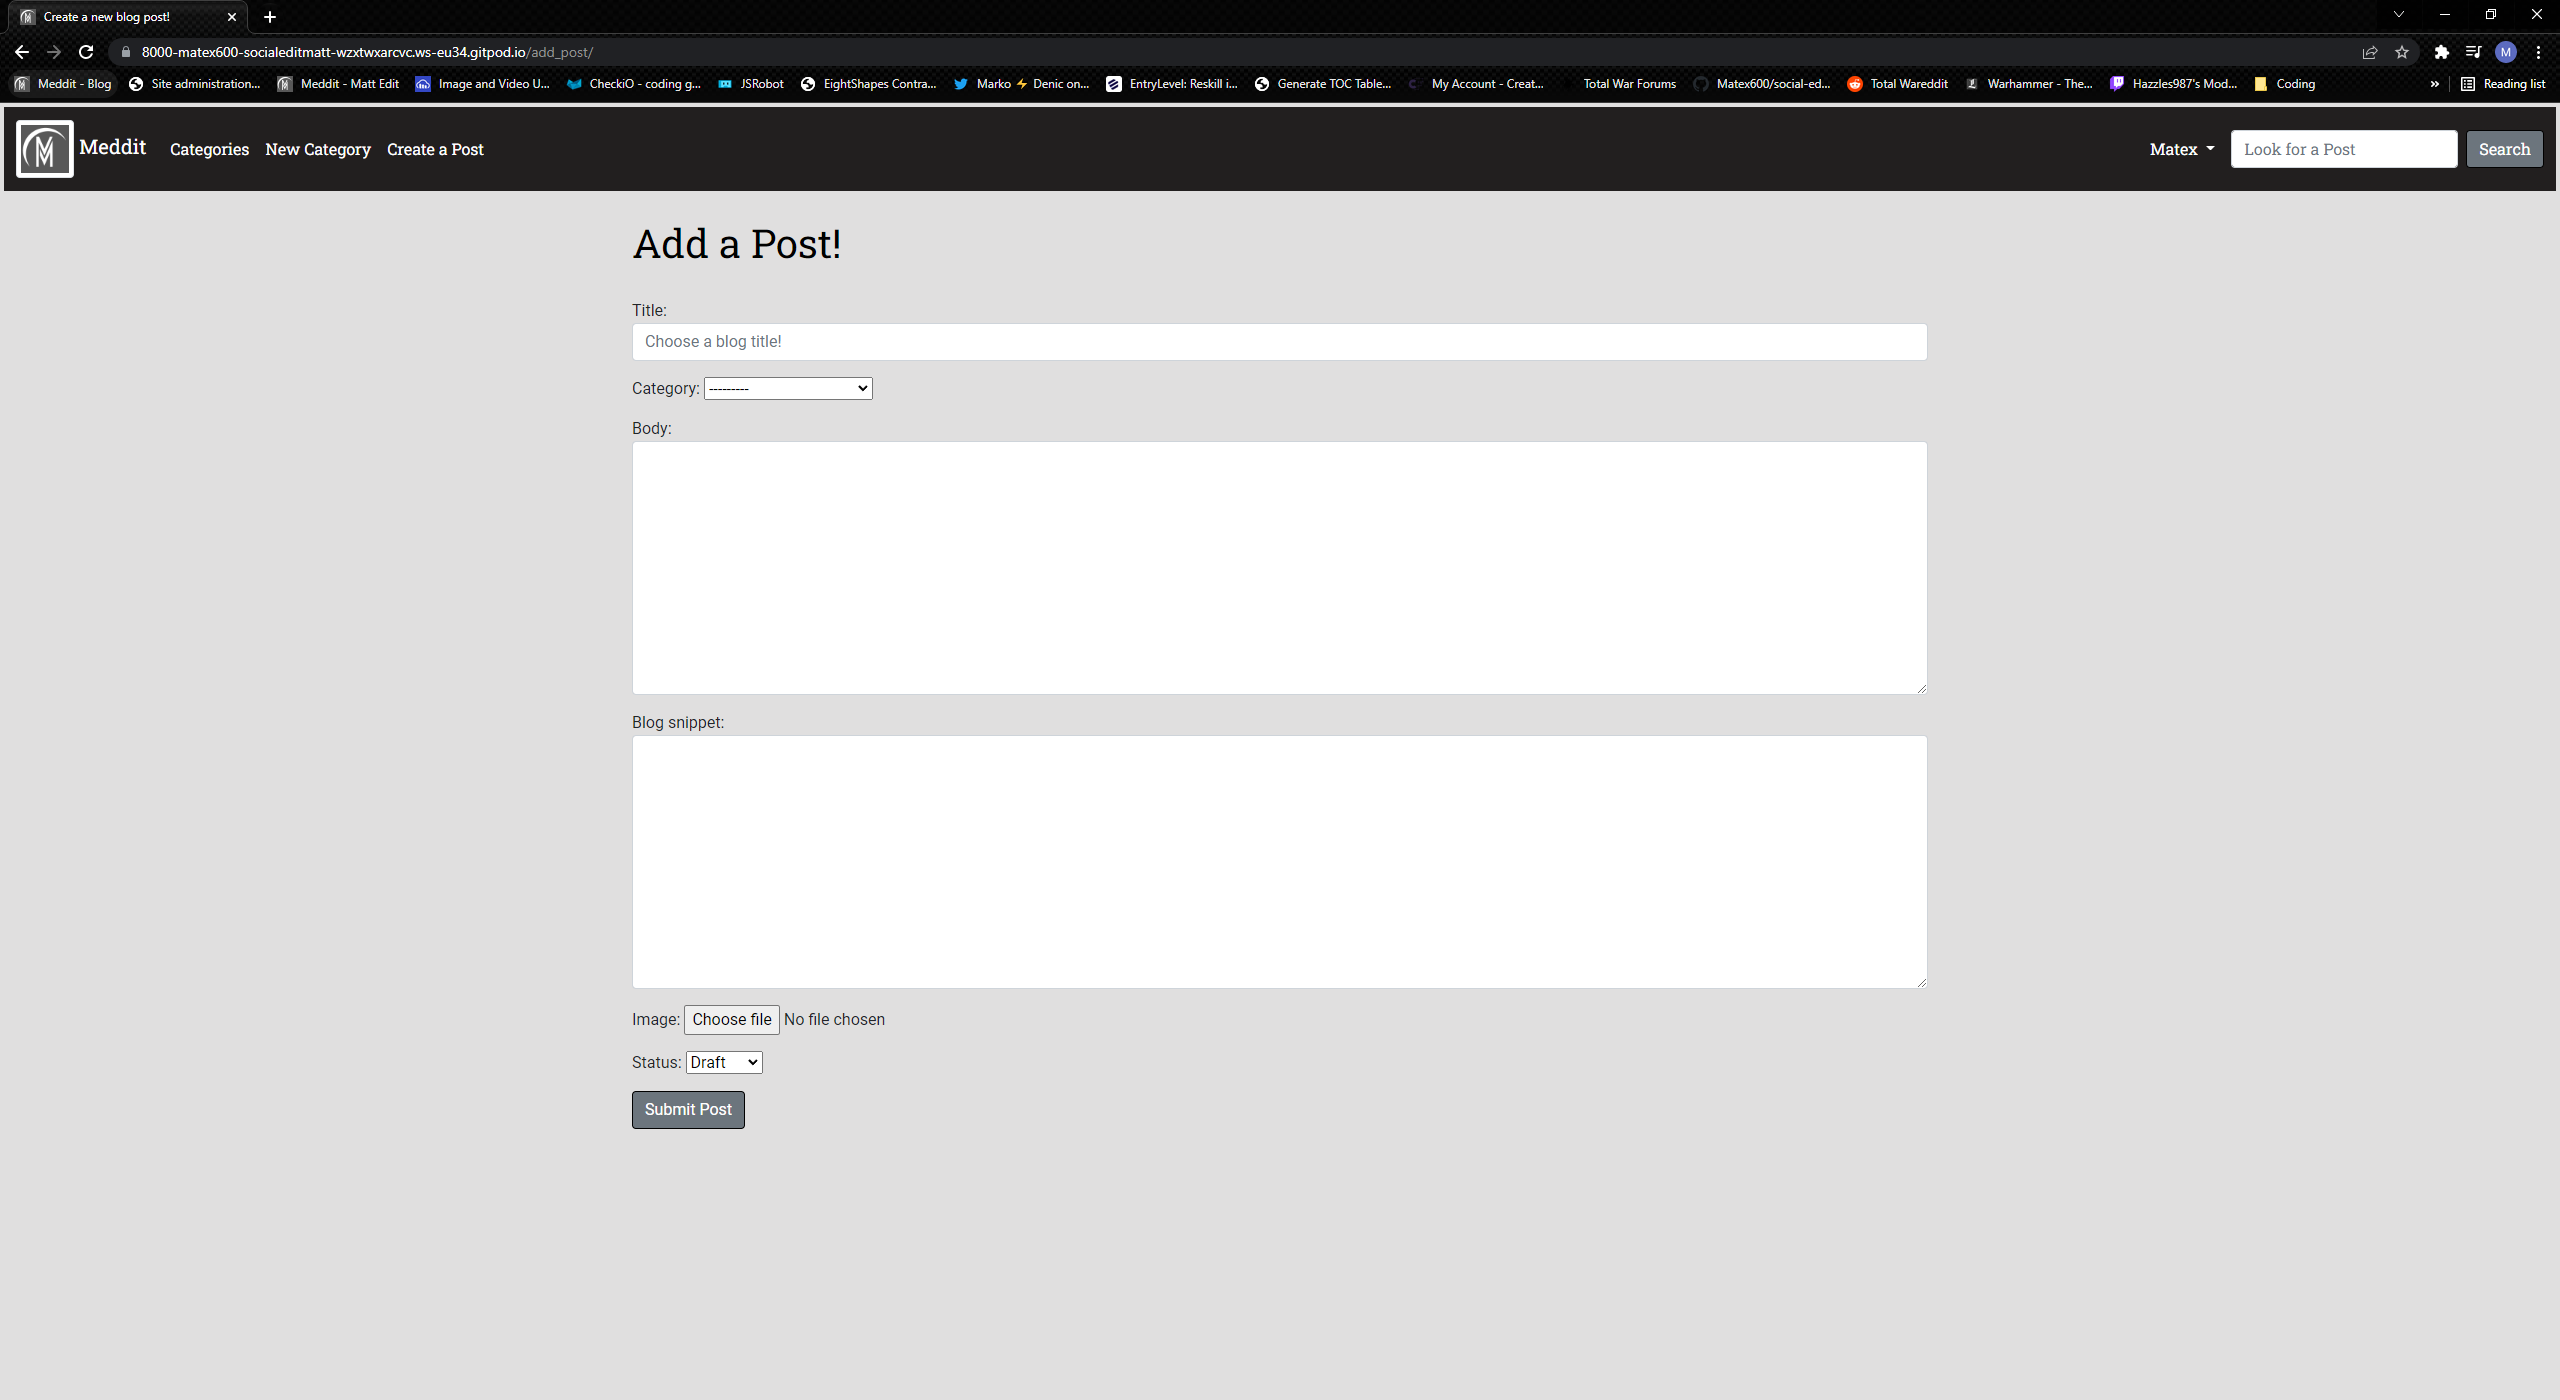 Create a new blog post!
8000-matex600-socialeditmatt-wzxtwxarcvc.ws-eu34.gitpod.io/add_post/
M
Meddit - Blog
Site administration...
Meddit - Matt Edit
Image and Video U...
CheckiO - coding g...
JSRobot
EightShapes Contra...
Marko ⚡ Denic on...
EntryLevel: Reskill i...
Generate TOC Table...
My Account - Creat...
Total War Forums
Matex600/social-ed...
Total Wareddit
Warhammer - The...
Hazzles987's Mod...
Coding
»
Reading list
M Meddit
Categories
New Category
Create a Post
Matex
Look for a Post
Search
Add a Post!
Title:
Choose a blog title!
Category: ---------
Body:
Blog snippet:
Image: Choose file No file chosen
Status: Draft
Submit Post